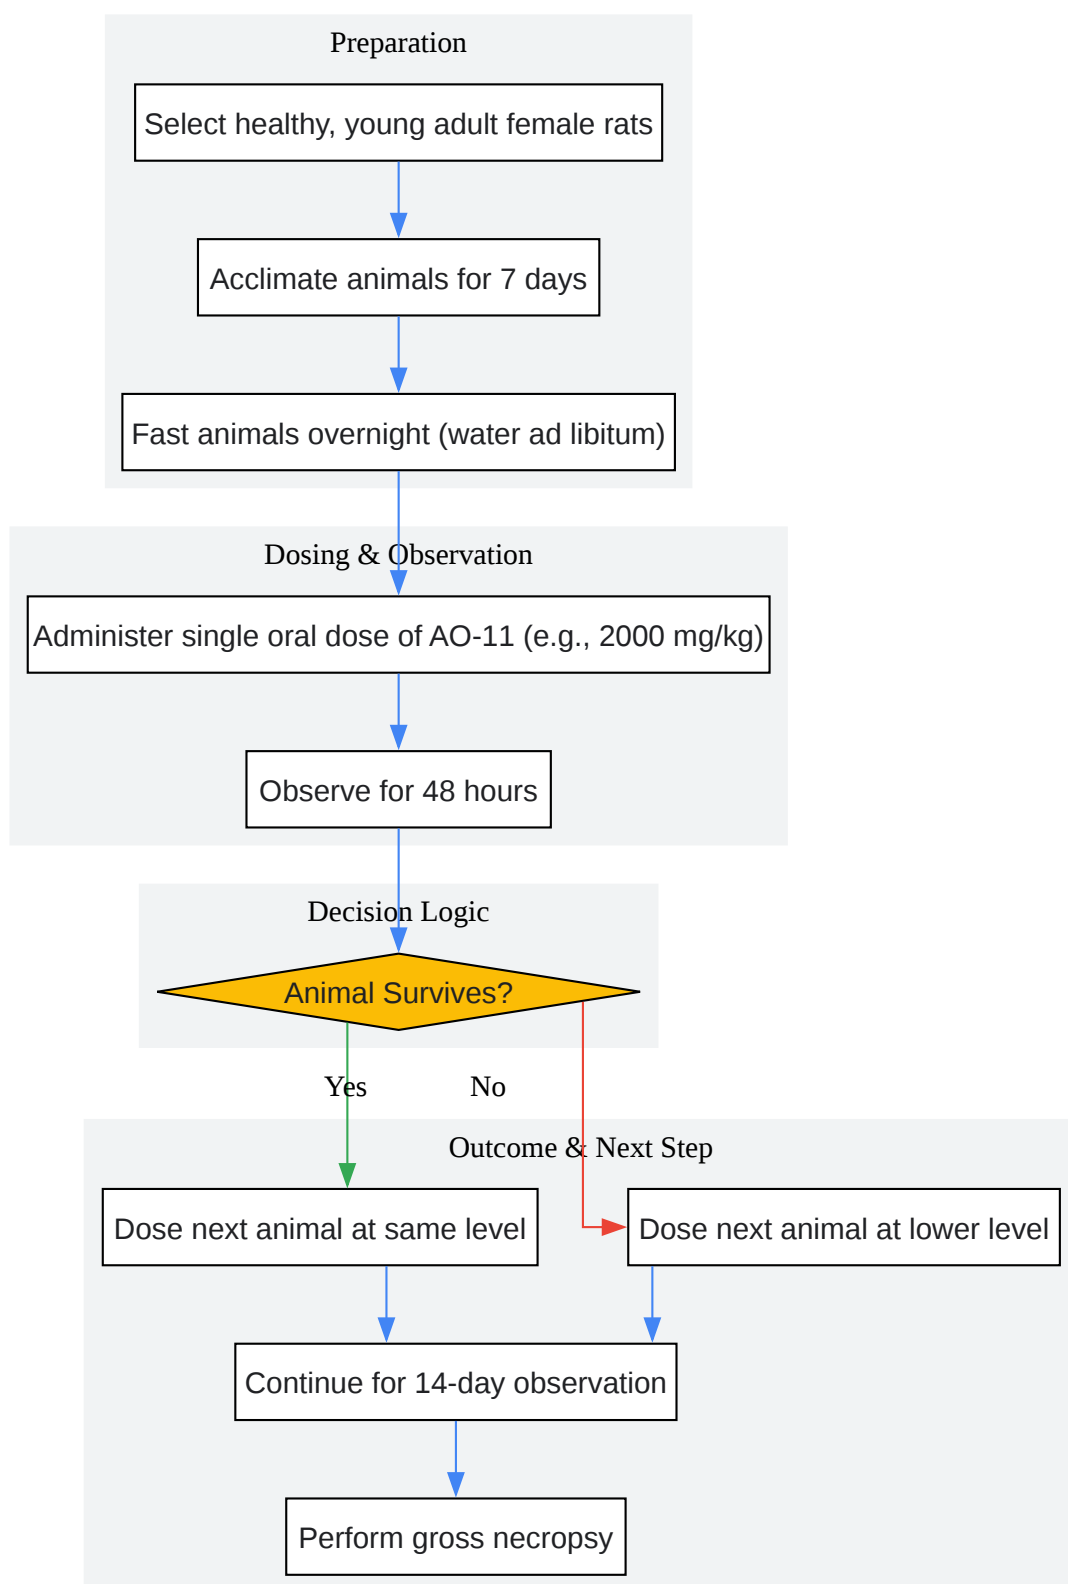 Preparation
Select healthy, young adult female rats
Acclimate animals for 7 days
Fast animals overnight (water ad libitum)
Dosing & Observation
Administer single oral dose of AO-11 (e.g., 2000 mg/kg)
Observe for 48 hours
Decision Logic
Animal Survives?
Yes
No
Outcome & Next Step
Dose next animal at same level
Dose next animal at lower level
Continue for 14-day observation
Perform gross necropsy